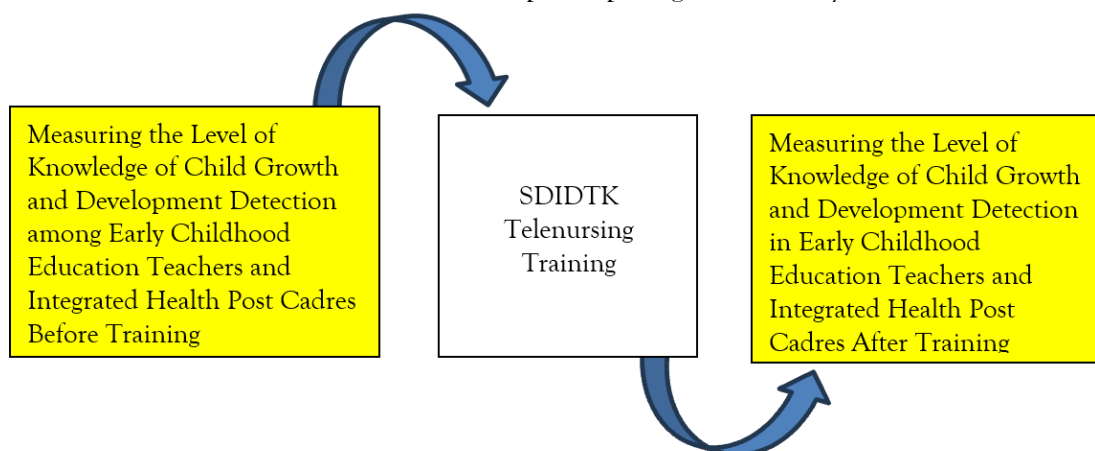 Measuring the Level of
Knowledge of Child Growth
and Development Detection
among Early Childhood
Education Teachers and
Integrated Health Post Cadres
Before Training
SDIDTK
Telenursing
Training
Measuring the Level of
Knowledge of Child Growth
and Development Detection
in Early Childhood
Education Teachers and
Integrated Health Post
Cadres After Training